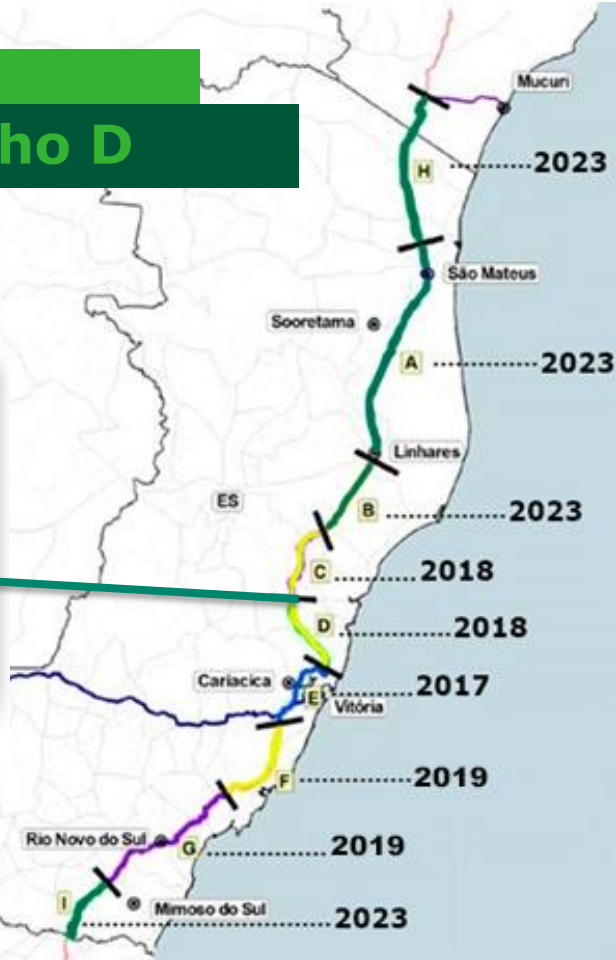 ho D
Mucuri
H 2023
São Mateus
Sooretama
A 2023
Linhares
ES
B 2023
C 2018
D 2018
Cariacica
E 2017
Vitória
F 2019
Rio Novo do Sul
G 2019
I
Mimoso do Sul
2023